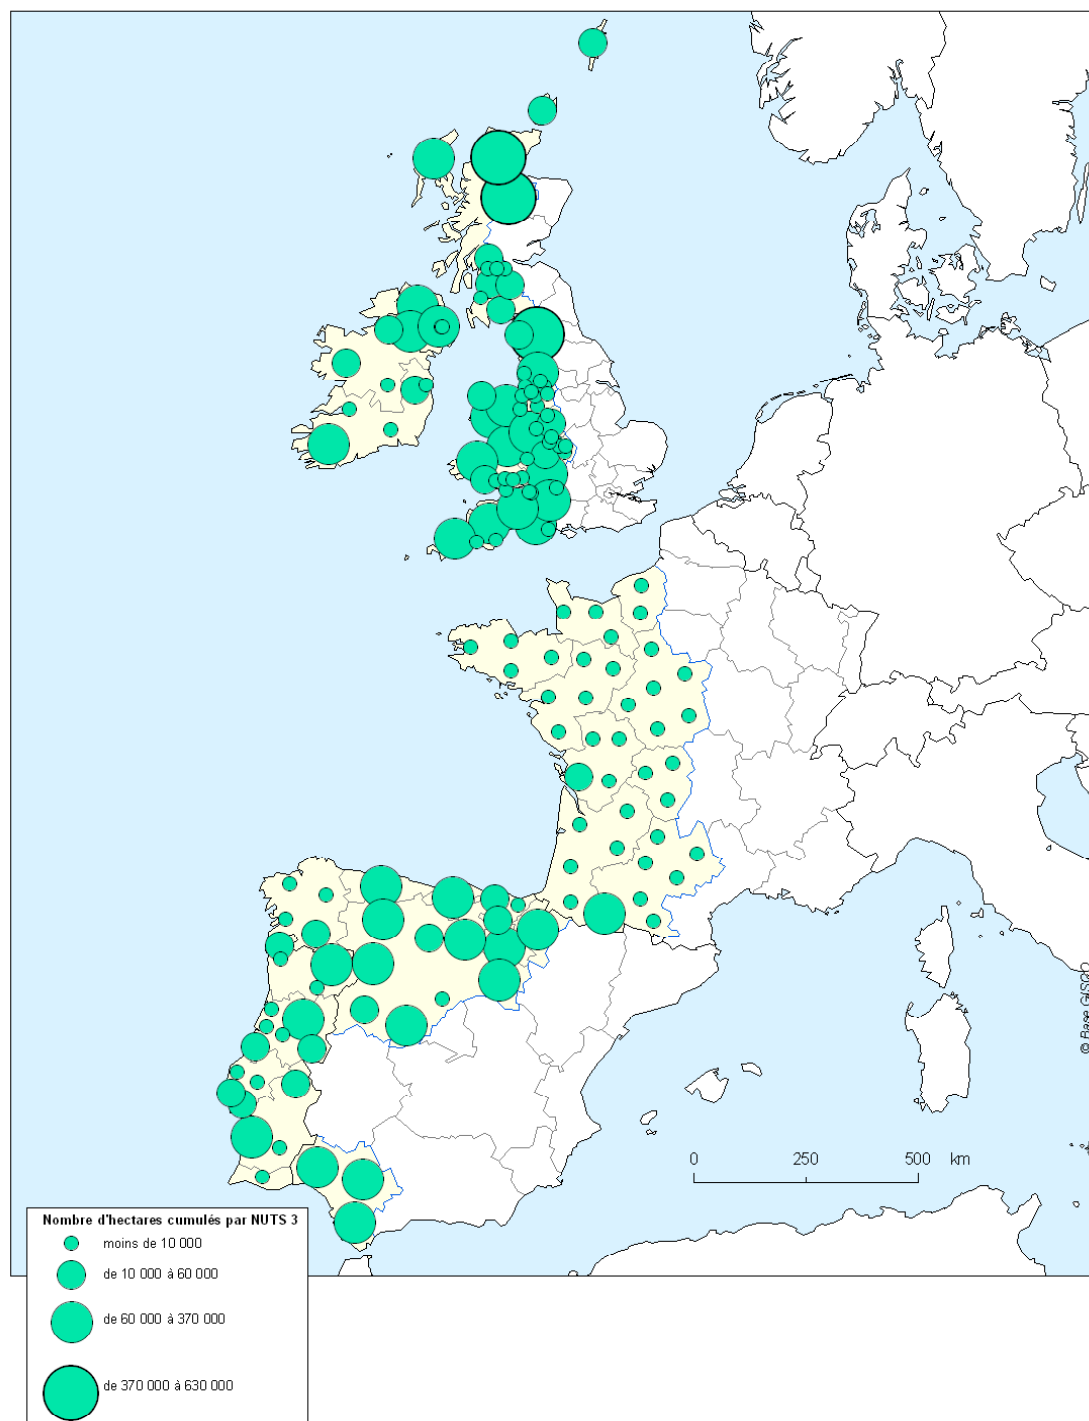 © Base GISCO
0 250 500 km
Nombre d'hectares cumulés par NUTS 3
moins de 10 000
de 10 000 à 60 000
de 60 000 à 370 000
de 370 000 à 630 000